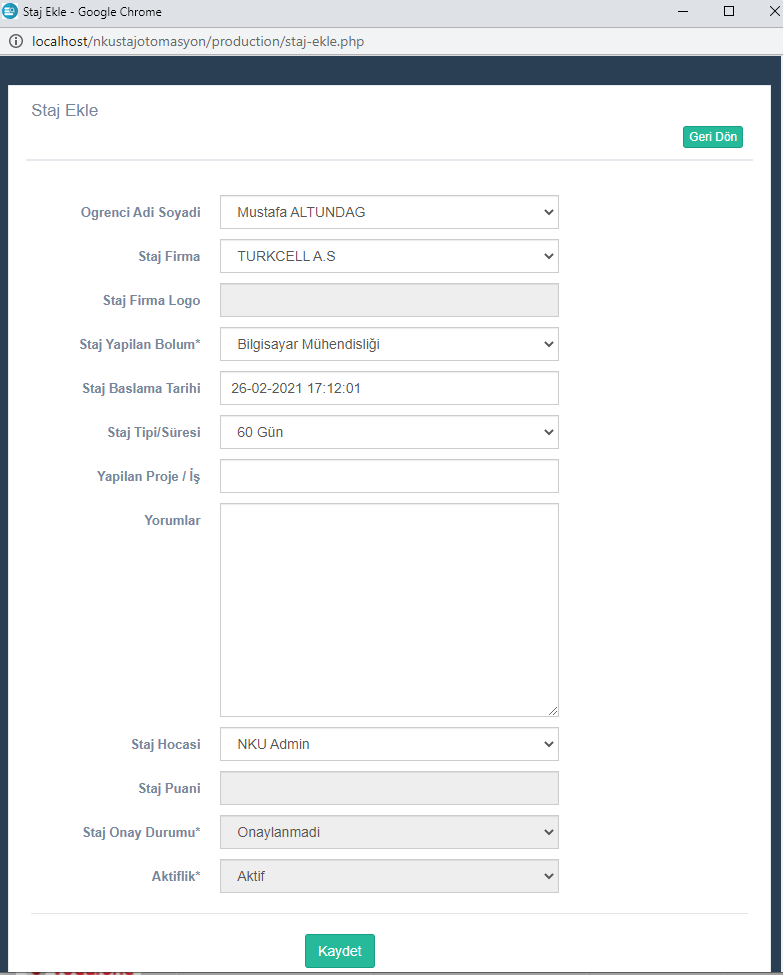 Staj Ekle - Google Chrome
localhost/nkustajotomasyon/production/staj-ekle.php
Staj Ekle
Geri Dön
Ogrenci Adi Soyadi Mustafa ALTUNDAG
Staj Firma TURKCELL A.S
Staj Firma Logo
Staj Yapilan Bolum* Bilgisayar Mühendisliği
Staj Baslama Tarihi 26-02-2021 17:12:01
Staj Tipi/Süresi 60 Gün
Yapilan Proje / İş
Yorumlar
Staj Hocasi NKU Admin
Staj Puani
Staj Onay Durumu* Onaylanmadi
Aktiflik* Aktif
Kaydet